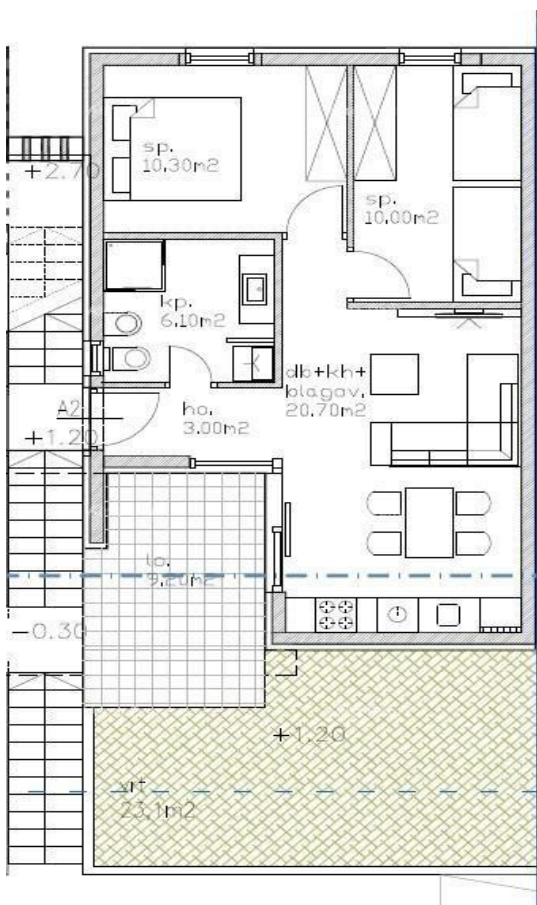 sp.
10.30m2
+2.70
sp.
10.00m2
kp.
6.10m2
db+kh+
blagov.
20.70m2
A2
ho.
3.00m2
+1.20
lo.
9.20m2
-0.30
+1.20
vrt
23,1m2